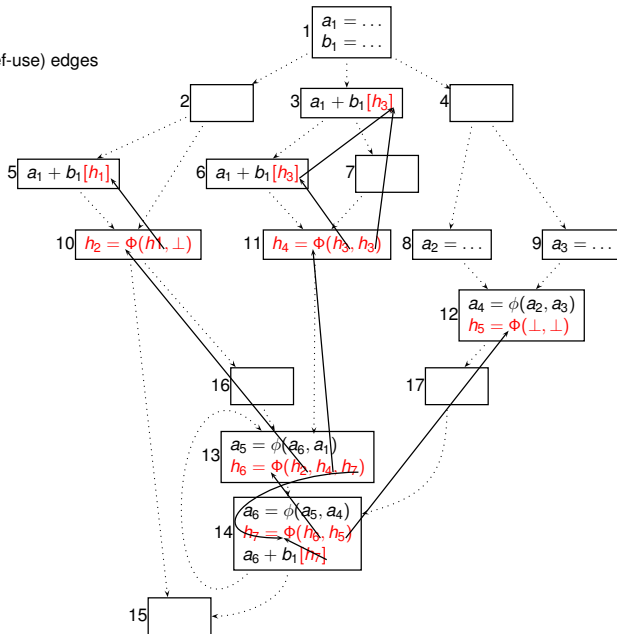 1
a₁ = ...
b₁ = ...
ef-use) edges
2
3
a₁ + b₁[h₃]
4
5
a₁ + b₁[h₁]
6
a₁ + b₁[h₃]
7
10
h₂ = Φ(h1, ⊥)
11
h₄ = Φ(h₃, h₃)
8
a₂ = ...
9
a₃ = ...
12
a₄ = ϕ(a₂, a₃)
h₅ = Φ(⊥, ⊥)
16
17
13
a₅ = ϕ(a₆, a₁)
h₆ = Φ(h₂, h₄, h₇)
14
a₆ = ϕ(a₅, a₄)
h₇ = Φ(h₆, h₅)
a₆ + b₁[h₇]
15